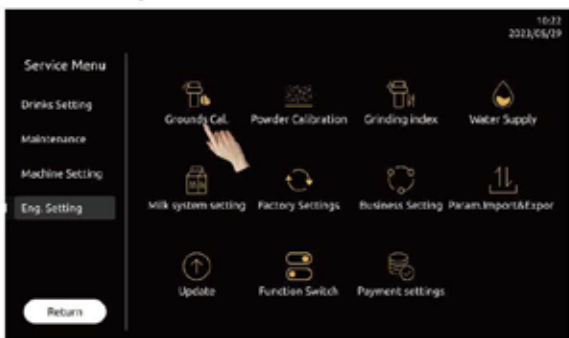 10:22
2023/05/29
Service Menu
Drinks Setting
Maintenance
Machine Setting
Eng. Setting
Return
Grounds Cal.
Powder Calibration
Grinding index
Water Supply
Milk system setting
Factory Settings
Business Setting
Param.Import&Expor
Update
Function Switch
Payment settings